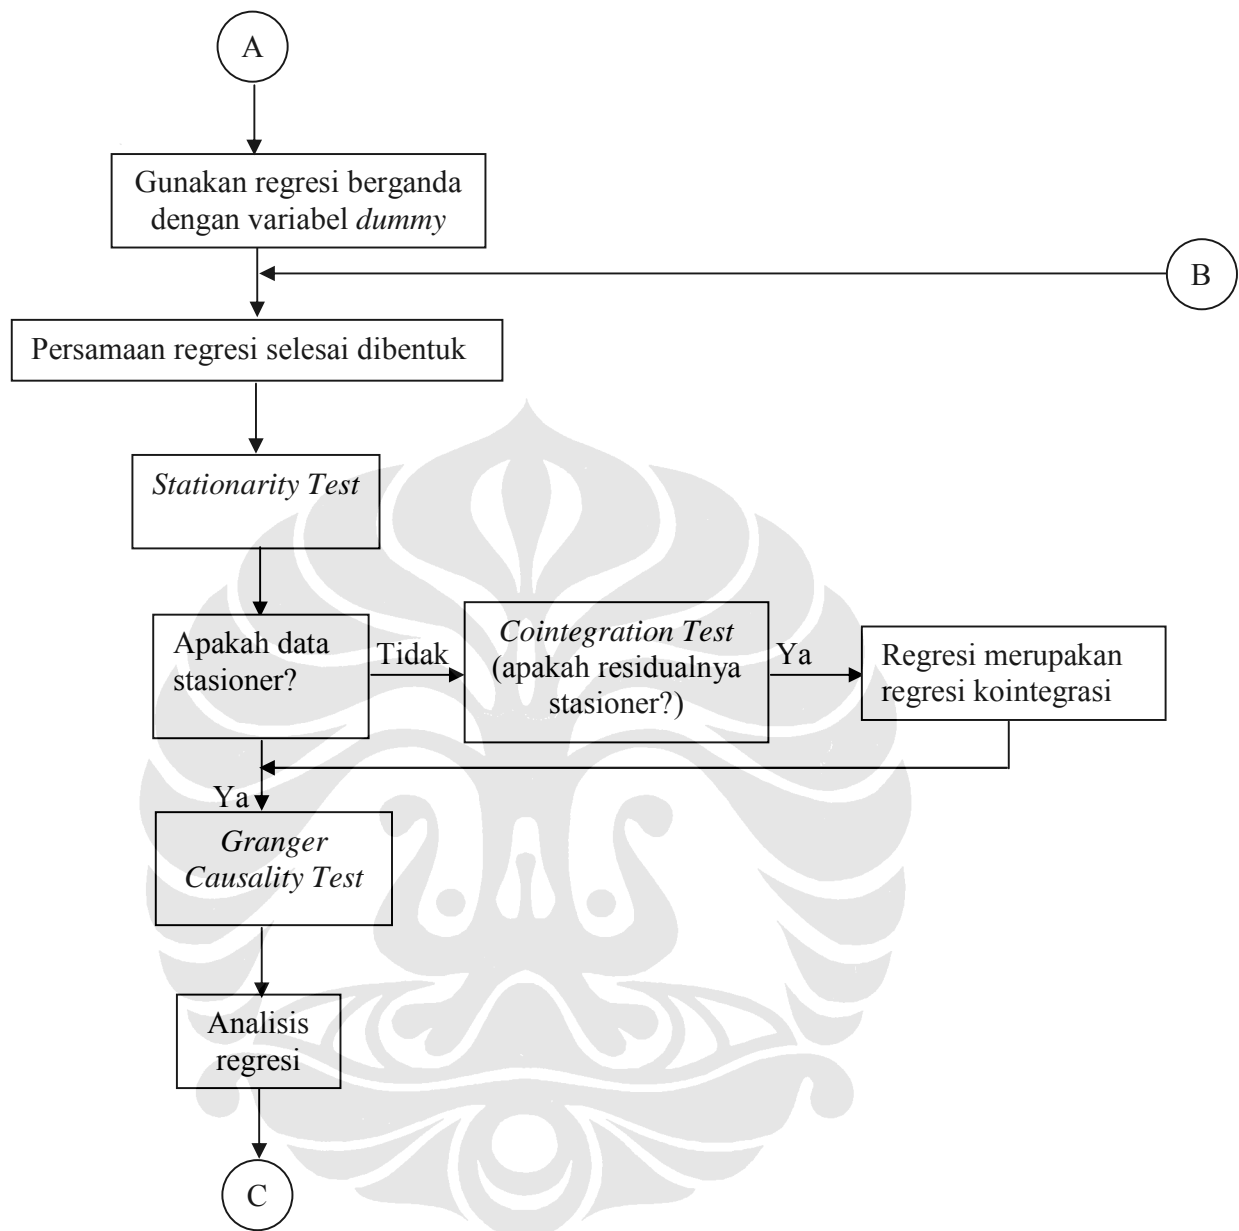 A
Gunakan regresi berganda
dengan variabel dummy
B
Persamaan regresi selesai dibentuk
Stationarity Test
Apakah data
stasioner?
Tidak
Cointegration Test
(apakah residualnya
stasioner?)
Ya
Regresi merupakan
regresi kointegrasi
Ya
Granger
Causality Test
Analisis
regresi
C